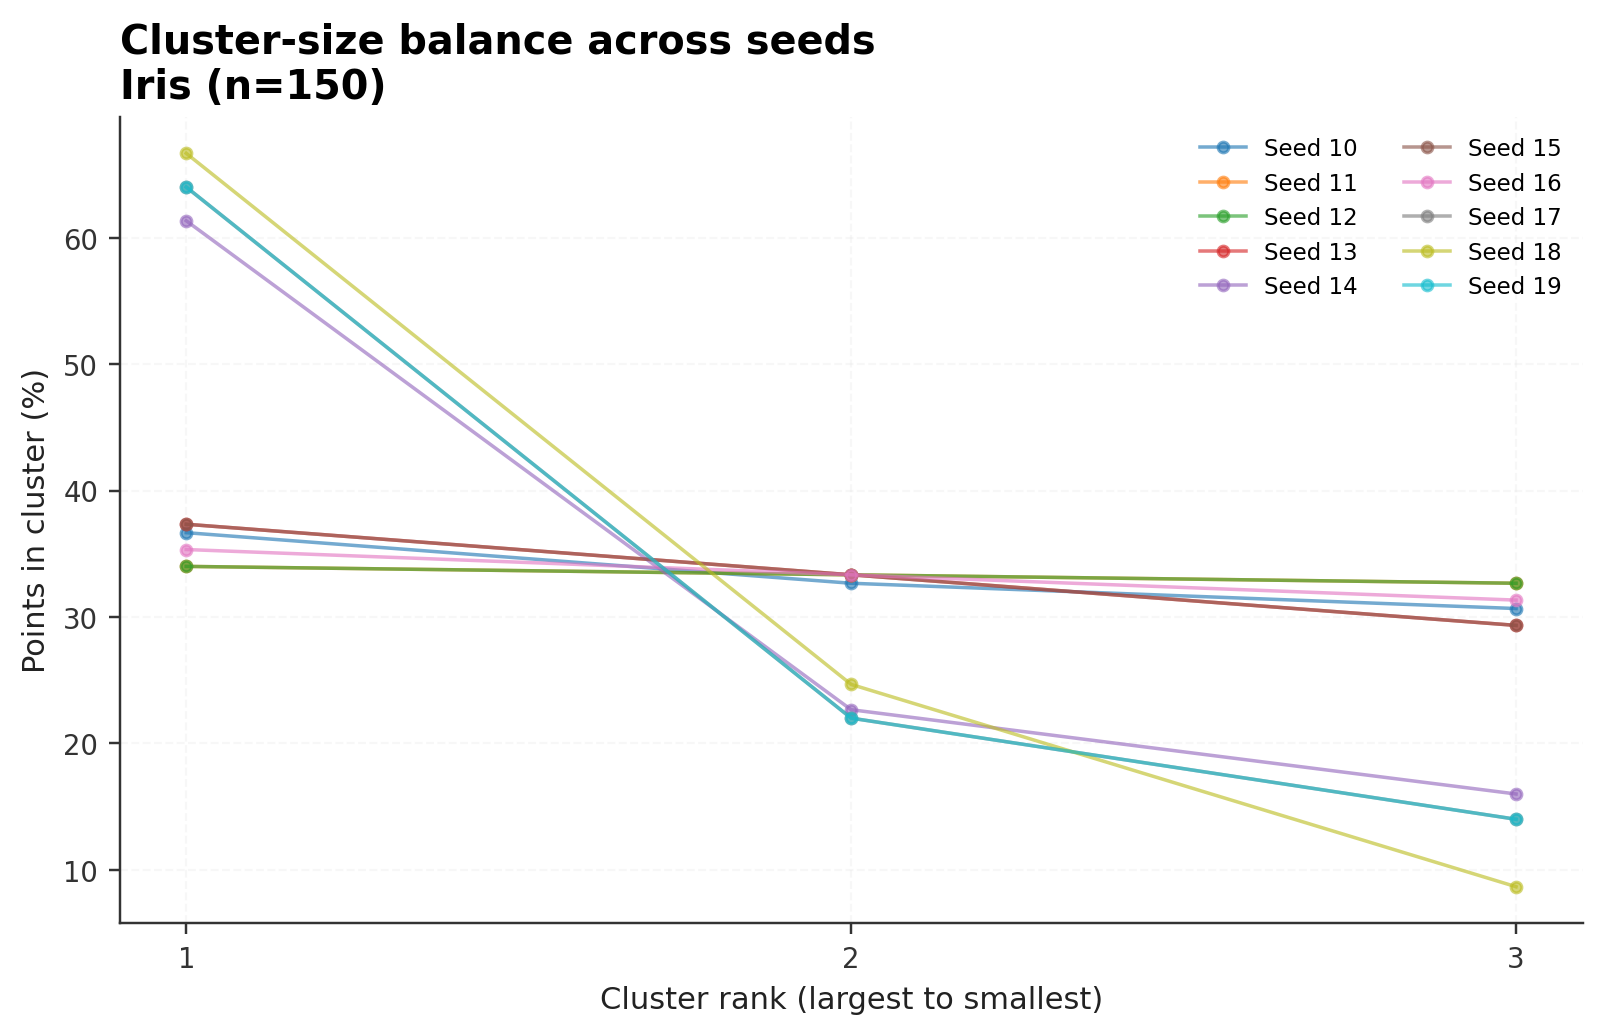 Cluster-size balance across seeds
Iris (n=150)
Seed 10
Seed 11
Seed 12
Seed 13
Seed 14
Seed 15
Seed 16
Seed 17
Seed 18
Seed 19
Points in cluster (%)
60
50
40
30
20
10
1
2
3
Cluster rank (largest to smallest)